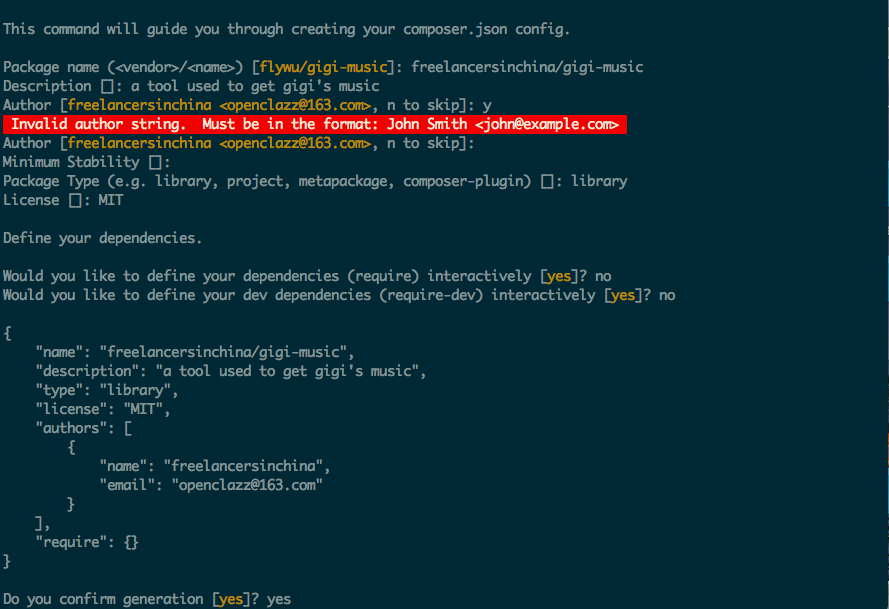 This command will guide you through creating your composer.json config.
Package name (<vendor>/<name>) [flywu/gigi-music]: freelancersinchina/gigi-music
Description []: a tool used to get gigi's music
Author [freelancersinchina <openclazz@163.com>, n to skip]: y
Invalid author string.  Must be in the format: John Smith <john@example.com>
Author [freelancersinchina <openclazz@163.com>, n to skip]:
Minimum Stability []:
Package Type (e.g. library, project, metapackage, composer-plugin) []: library
License []: MIT
Define your dependencies.
Would you like to define your dependencies (require) interactively [yes]? no
Would you like to define your dev dependencies (require-dev) interactively [yes]? no
{
    "name": "freelancersinchina/gigi-music",
    "description": "a tool used to get gigi's music",
    "type": "library",
    "license": "MIT",
    "authors": [
        {
            "name": "freelancersinchina",
            "email": "openclazz@163.com"
        }
    ],
    "require": {}
}
Do you confirm generation [yes]? yes